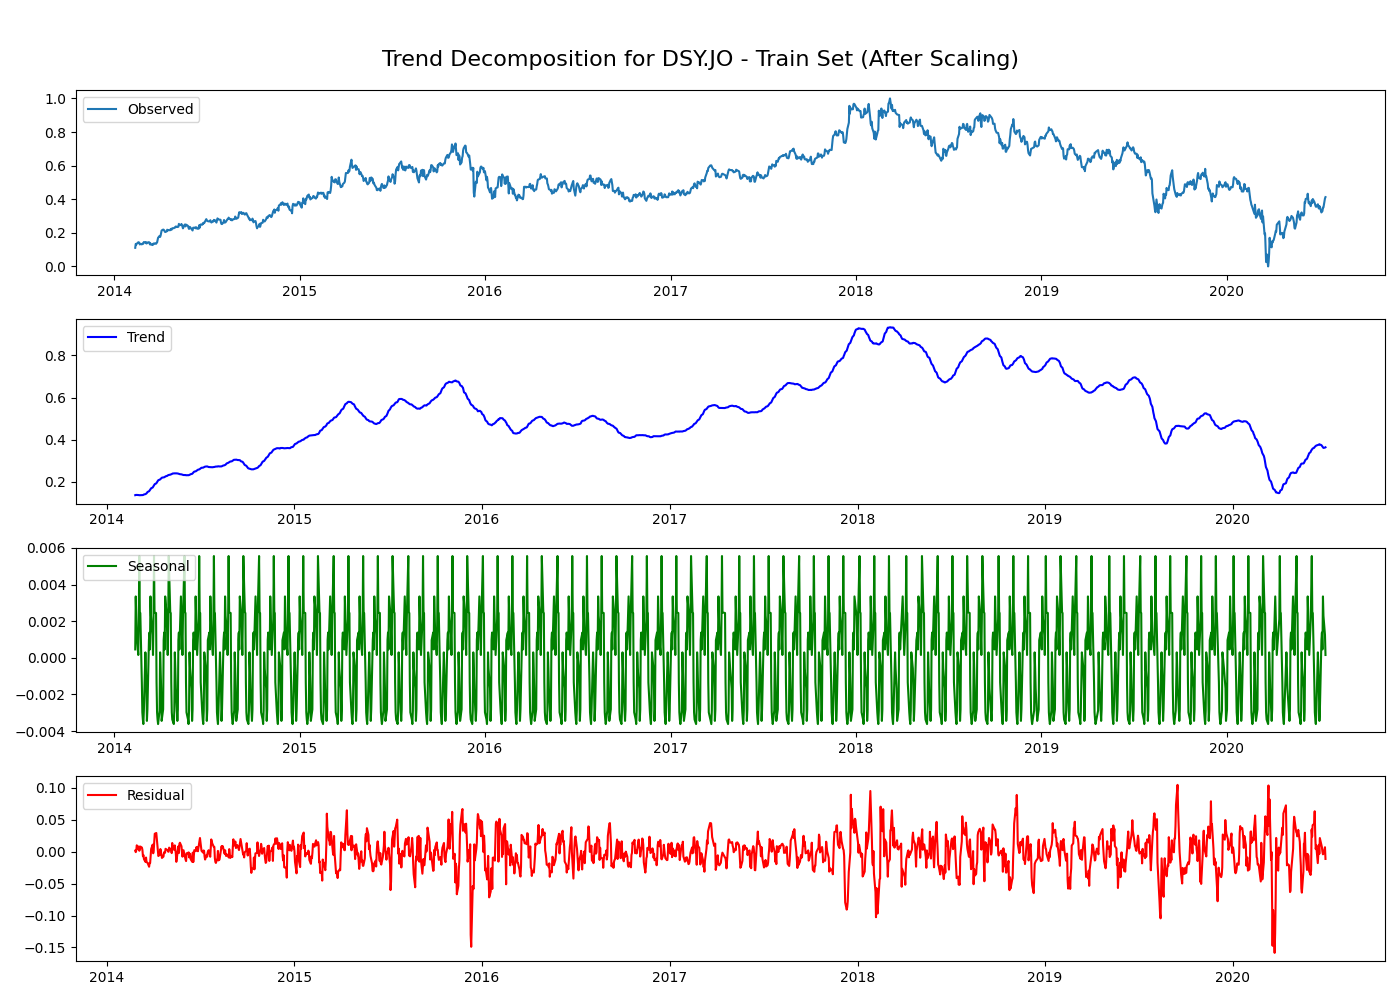 Trend Decomposition for DSY.JO - Train Set (After Scaling)
Observed
1.0
0.8
0.6
0.4
0.2
0.0
2014 2015 2016 2017 2018 2019 2020
Trend
0.8
0.6
0.4
0.2
2014 2015 2016 2017 2018 2019 2020
Seasonal
0.006
0.004
0.002
0.000
−0.002
−0.004
2014 2015 2016 2017 2018 2019 2020
Residual
0.10
0.05
0.00
−0.05
−0.10
−0.15
2014 2015 2016 2017 2018 2019 2020